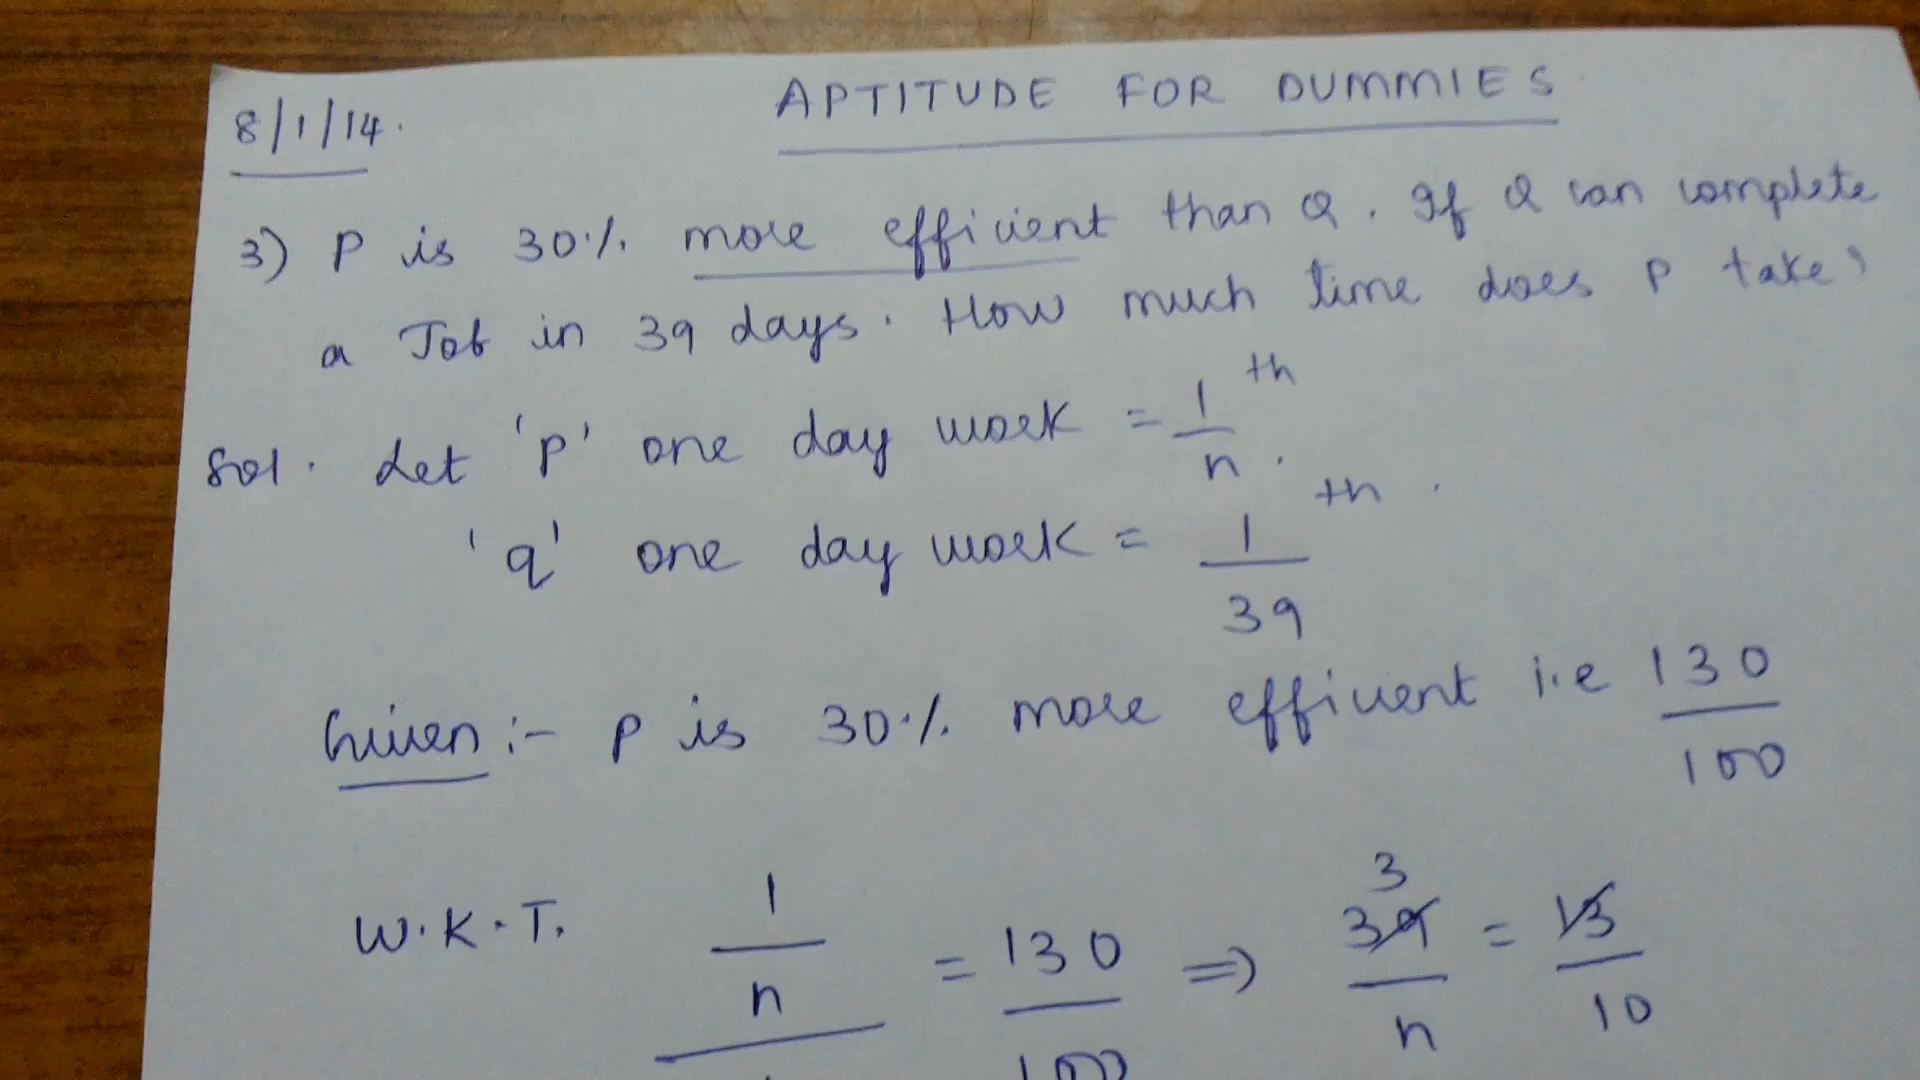 8/1/14.
APTITUDE FOR DUMMIES
3) P is 30% more efficient than Q. If Q can complete
a Job in 39 days. How much time does P take?
Sol. Let 'P' one day work = 1/n th.
'q' one day work = 1/39 th.
Given :- P is 30% more efficient i.e 130/100
W.K.T. 1/n = 130/100 => 3 39/n = 13/10